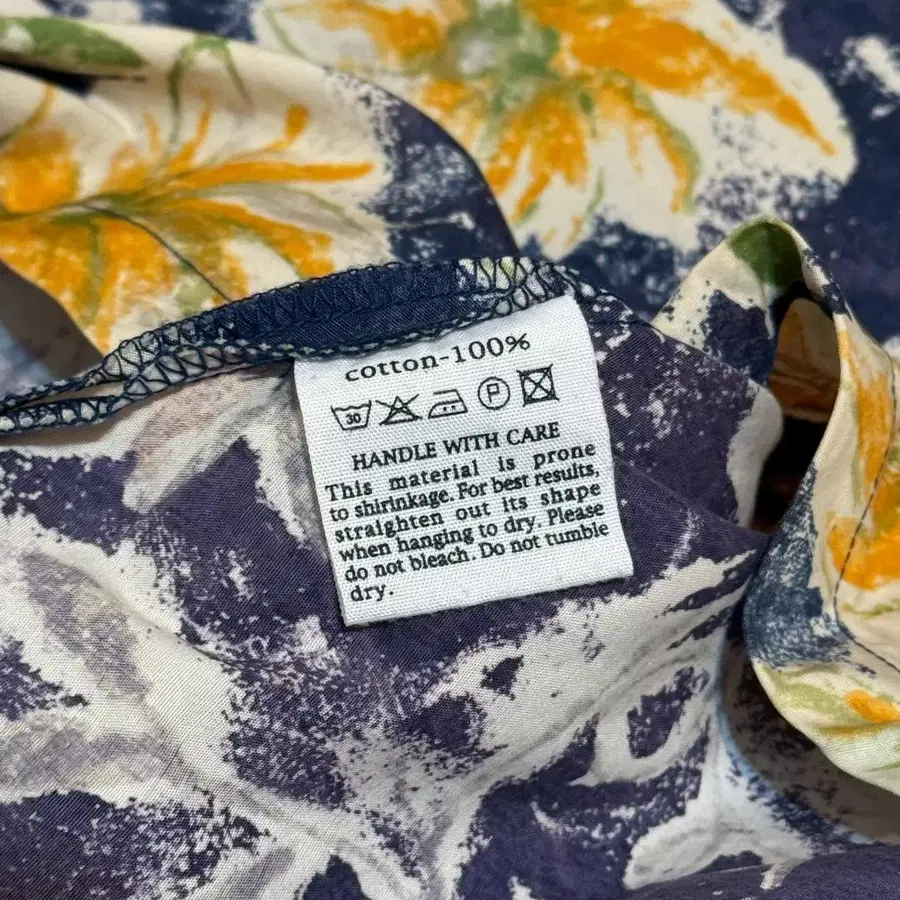 cotton-100%
30 P
HANDLE WITH CARE
This material is prone
to shirinkage. For best results,
straighten out its shape
when hanging to dry. Please
do not bleach. Do not tumble
dry.